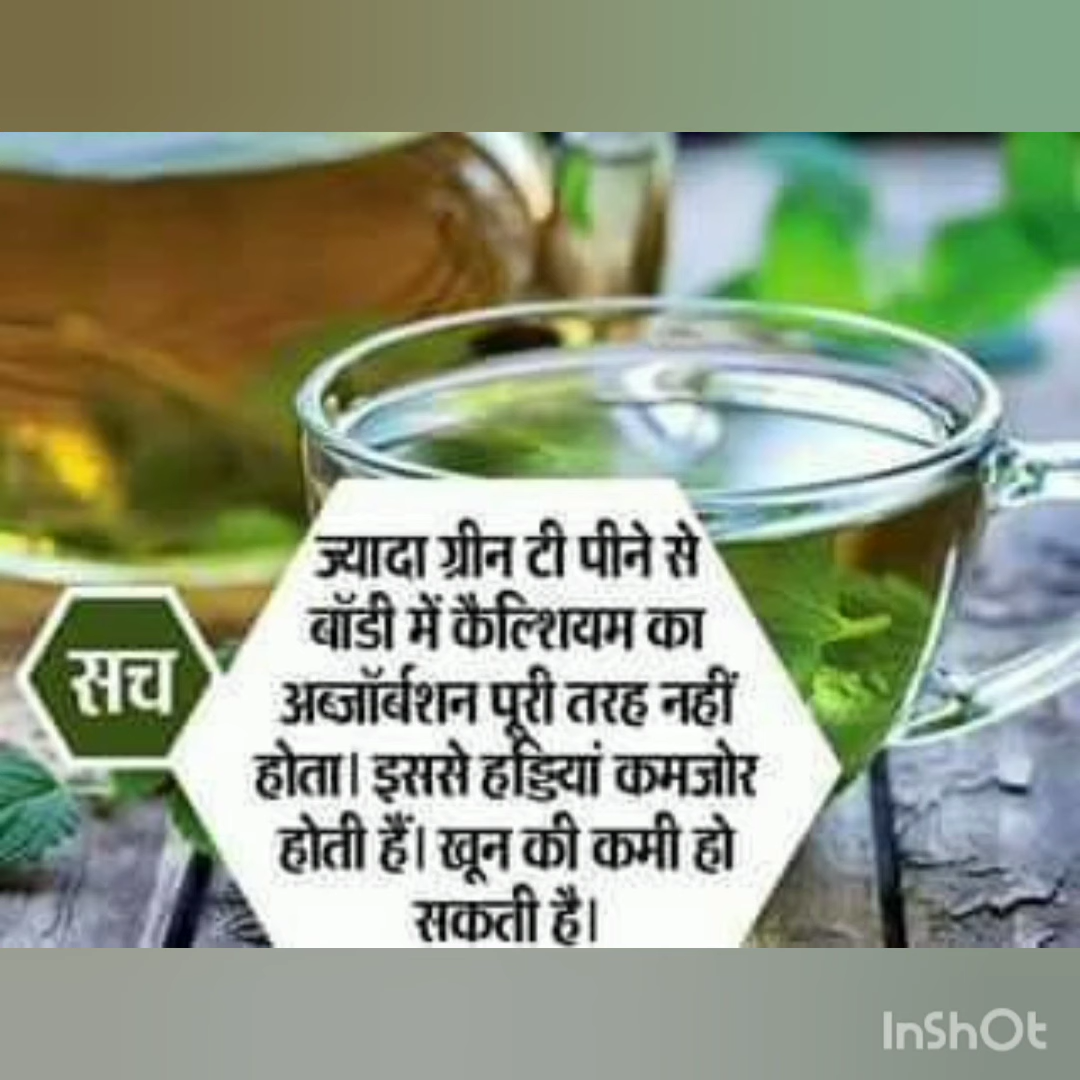 सच
ज्यादा ग्रीन टी पीने से
बॉडी में कैल्शियम का
अब्जॉर्बशन पूरी तरह नहीं
होता। इससे हड्डियां कमजोर
होती हैं। खून की कमी हो
सकती है।
InShOt